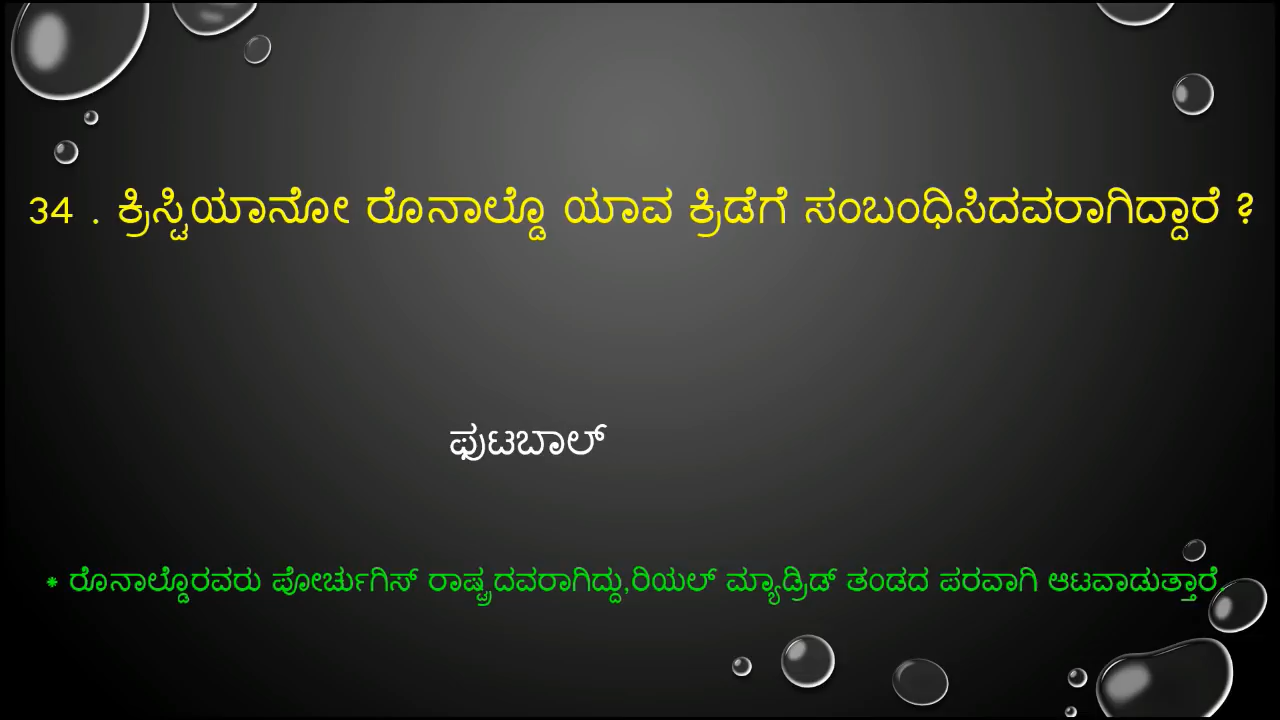 34 . ಕ್ರಿಸ್ಟಿಯಾನೋ ರೊನಾಲ್ಡೊ ಯಾವ ಕ್ರಿಡೆಗೆ ಸಂಬಂಧಿಸಿದವರಾಗಿದ್ದಾರೆ ?
ಫುಟಬಾಲ್
* ರೊನಾಲ್ಡೊರವರು ಪೋರ್ಚುಗಿಸ್ ರಾಷ್ಟ್ರದವರಾಗಿದ್ದು,ರಿಯಲ್ ಮ್ಯಾಡ್ರಿಡ್ ತಂಡದ ಪರವಾಗಿ ಆಟವಾಡುತ್ತಾರೆ.